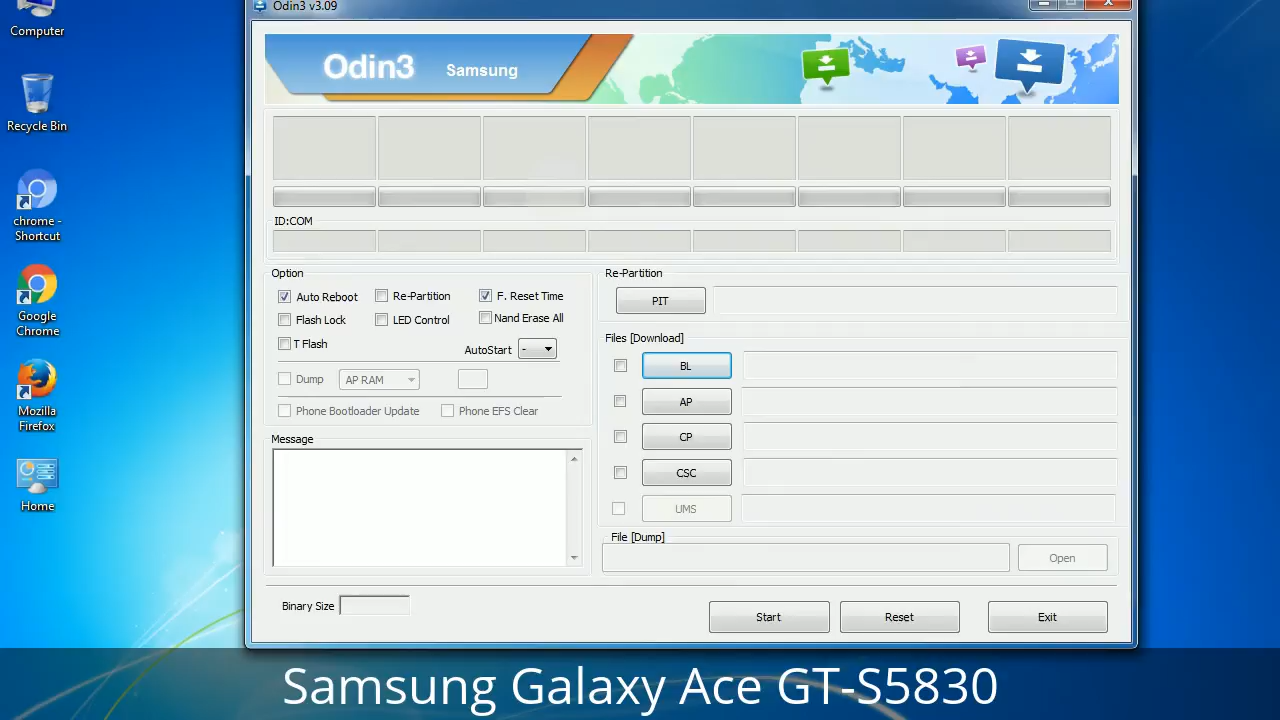 Odin3 v3.09
Computer
Recycle Bin
chrome -
Shortcut
Google
Chrome
Mozilla
Firefox
Home
Odin3 Samsung
ID:COM
Option
Auto Reboot Re-Partition F. Reset Time
Flash Lock LED Control Nand Erase All
T Flash
AutoStart -
Dump AP RAM
Phone Bootloader Update Phone EFS Clear
Message
Re-Partition
PIT
Files [Download]
BL
AP
CP
CSC
UMS
File [Dump]
Open
Binary Size
Start Reset Exit
Samsung Galaxy Ace GT-S5830